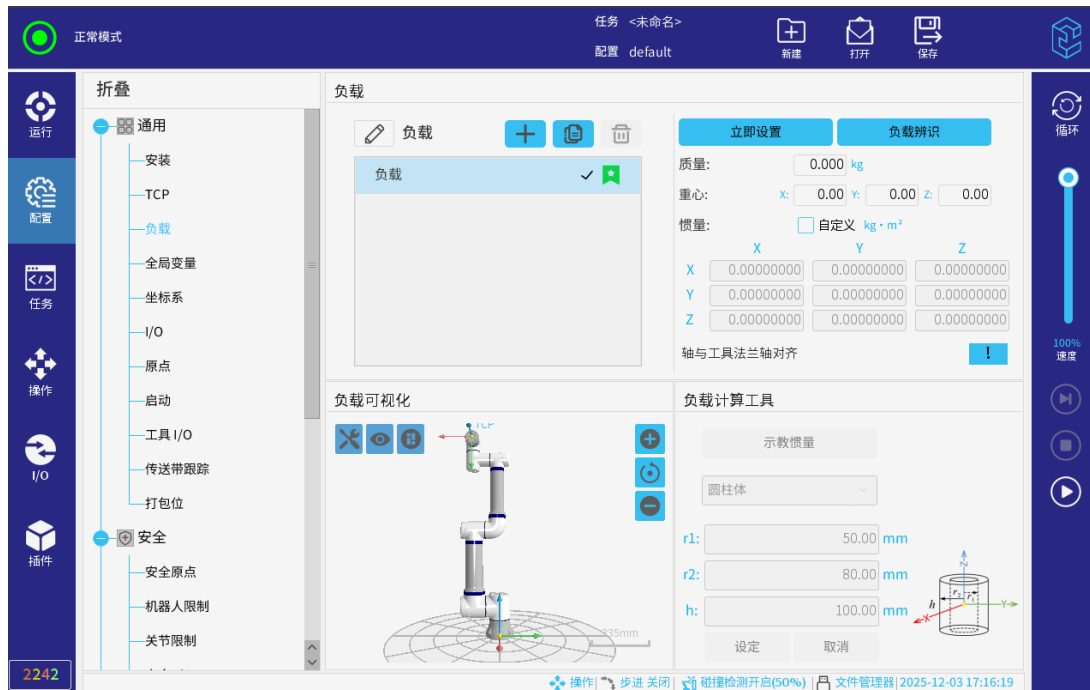 正常模式
任务 <未命名>
配置 default
新建 打开 保存
运行
配置
任务
操作
I/O
插件
2242
折叠
通用
安装
TCP
负载
全局变量
坐标系
I/O
原点
启动
工具 I/O
传送带跟踪
打包位
安全
安全原点
机器人限制
关节限制
负载
负载
负载
立即设置 负载辨识
质量: 0.000 kg
重心: X: 0.00 Y: 0.00 Z: 0.00
惯量: 自定义 kg·m²
X Y Z
X 0.00000000 0.00000000 0.00000000
Y 0.00000000 0.00000000 0.00000000
Z 0.00000000 0.00000000 0.00000000
轴与工具法兰轴对齐 !
负载可视化
TCP
235mm
负载计算工具
示教惯量
圆柱体
r1: 50.00 mm
r2: 80.00 mm
h: 100.00 mm
Z
r₂ r₁
h
X
Y
设定 取消
循环
100%
速度
操作| 步进 关闭| 碰撞检测开启(50%) | 文件管理器| 2025-12-03 17:16:19